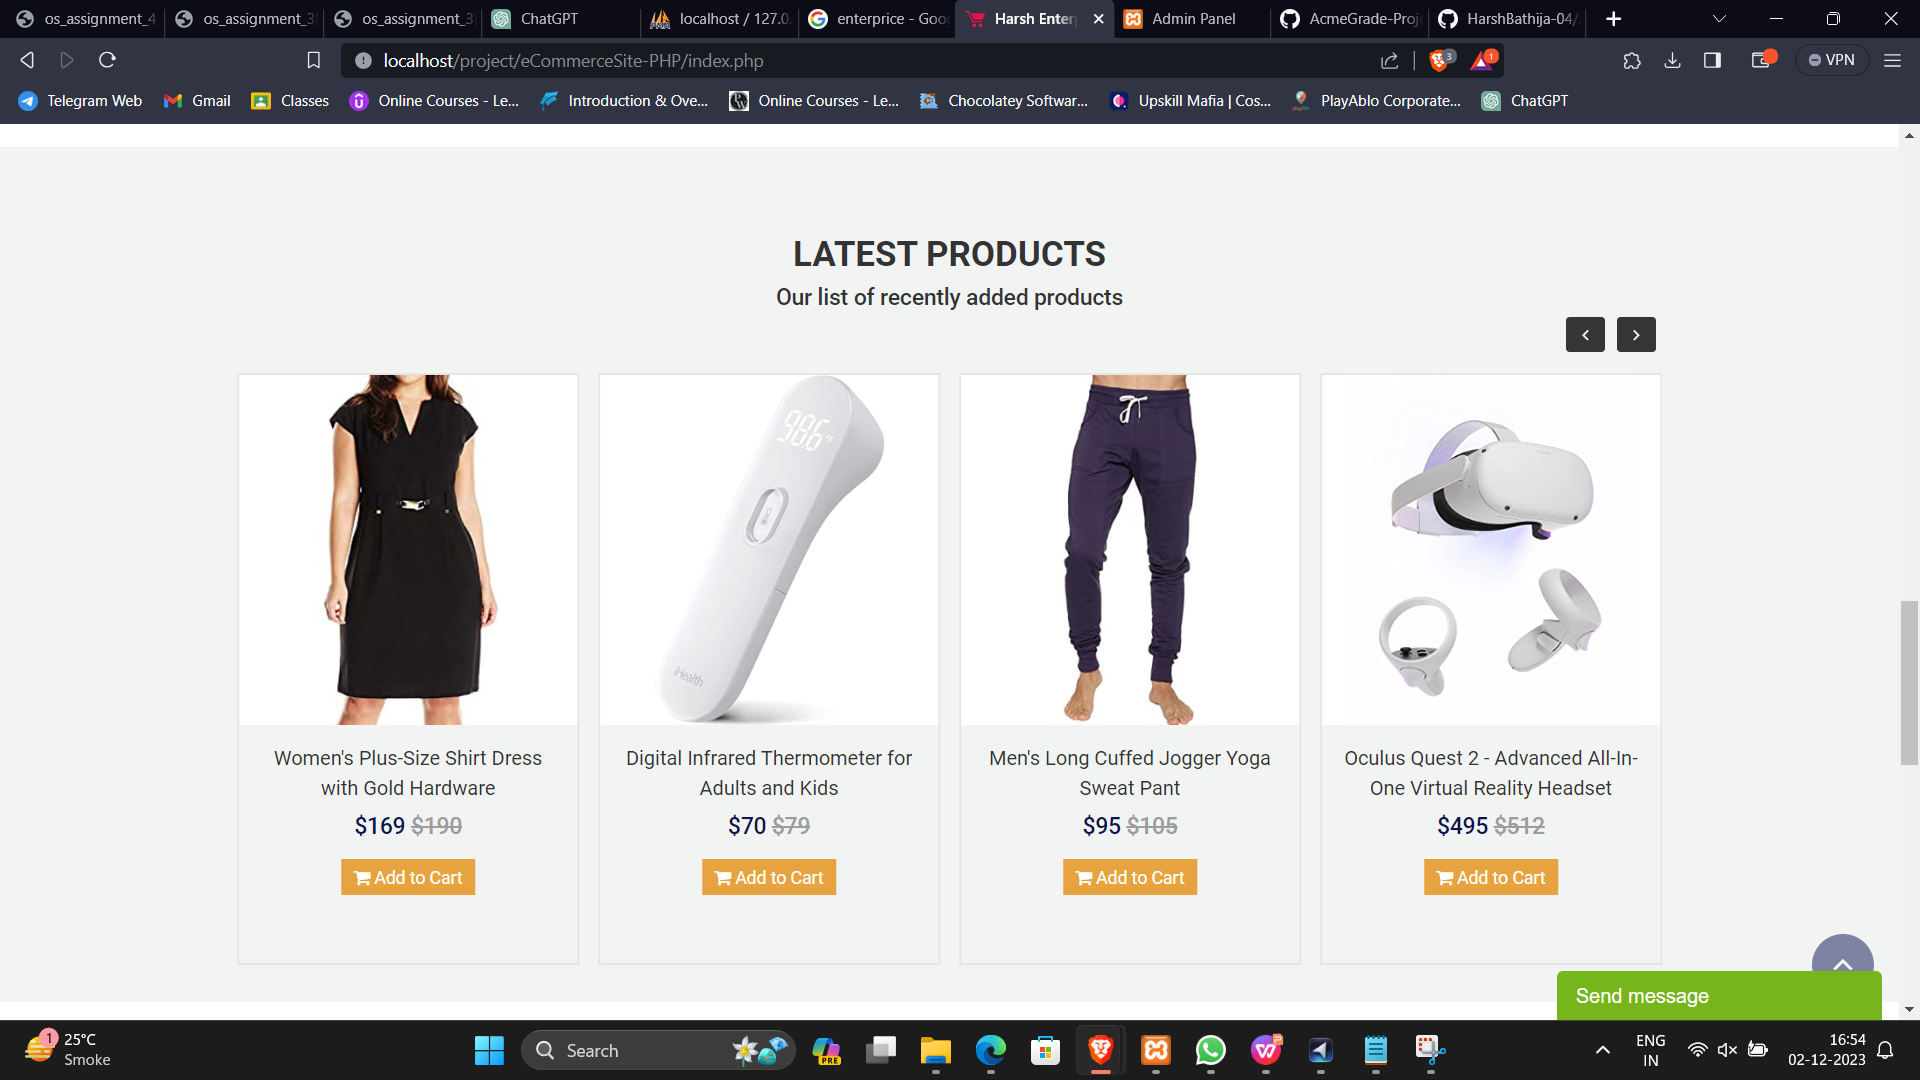 os_assignment_4
os_assignment_3
os_assignment_3
ChatGPT
localhost / 127.0.
enterprice - Goo
Harsh Enter
Admin Panel
AcmeGrade-Proj
HarshBathija-04/
localhost/project/eCommerceSite-PHP/index.php
3
1
VPN
Telegram Web
Gmail
Classes
Online Courses - Le...
Introduction & Ove...
Online Courses - Le...
Chocolatey Softwar...
Upskill Mafia | Cos...
PlayAblo Corporate...
ChatGPT
LATEST PRODUCTS
Our list of recently added products
iHealth
Women's Plus-Size Shirt Dress
with Gold Hardware
$169 $190
Add to Cart
Digital Infrared Thermometer for
Adults and Kids
$70 $79
Add to Cart
Men's Long Cuffed Jogger Yoga
Sweat Pant
$95 $105
Add to Cart
Oculus Quest 2 - Advanced All-In-
One Virtual Reality Headset
$495 $512
Add to Cart
Send message
1
25°C
Smoke
Search
PRE
ENG
IN
16:54
02-12-2023